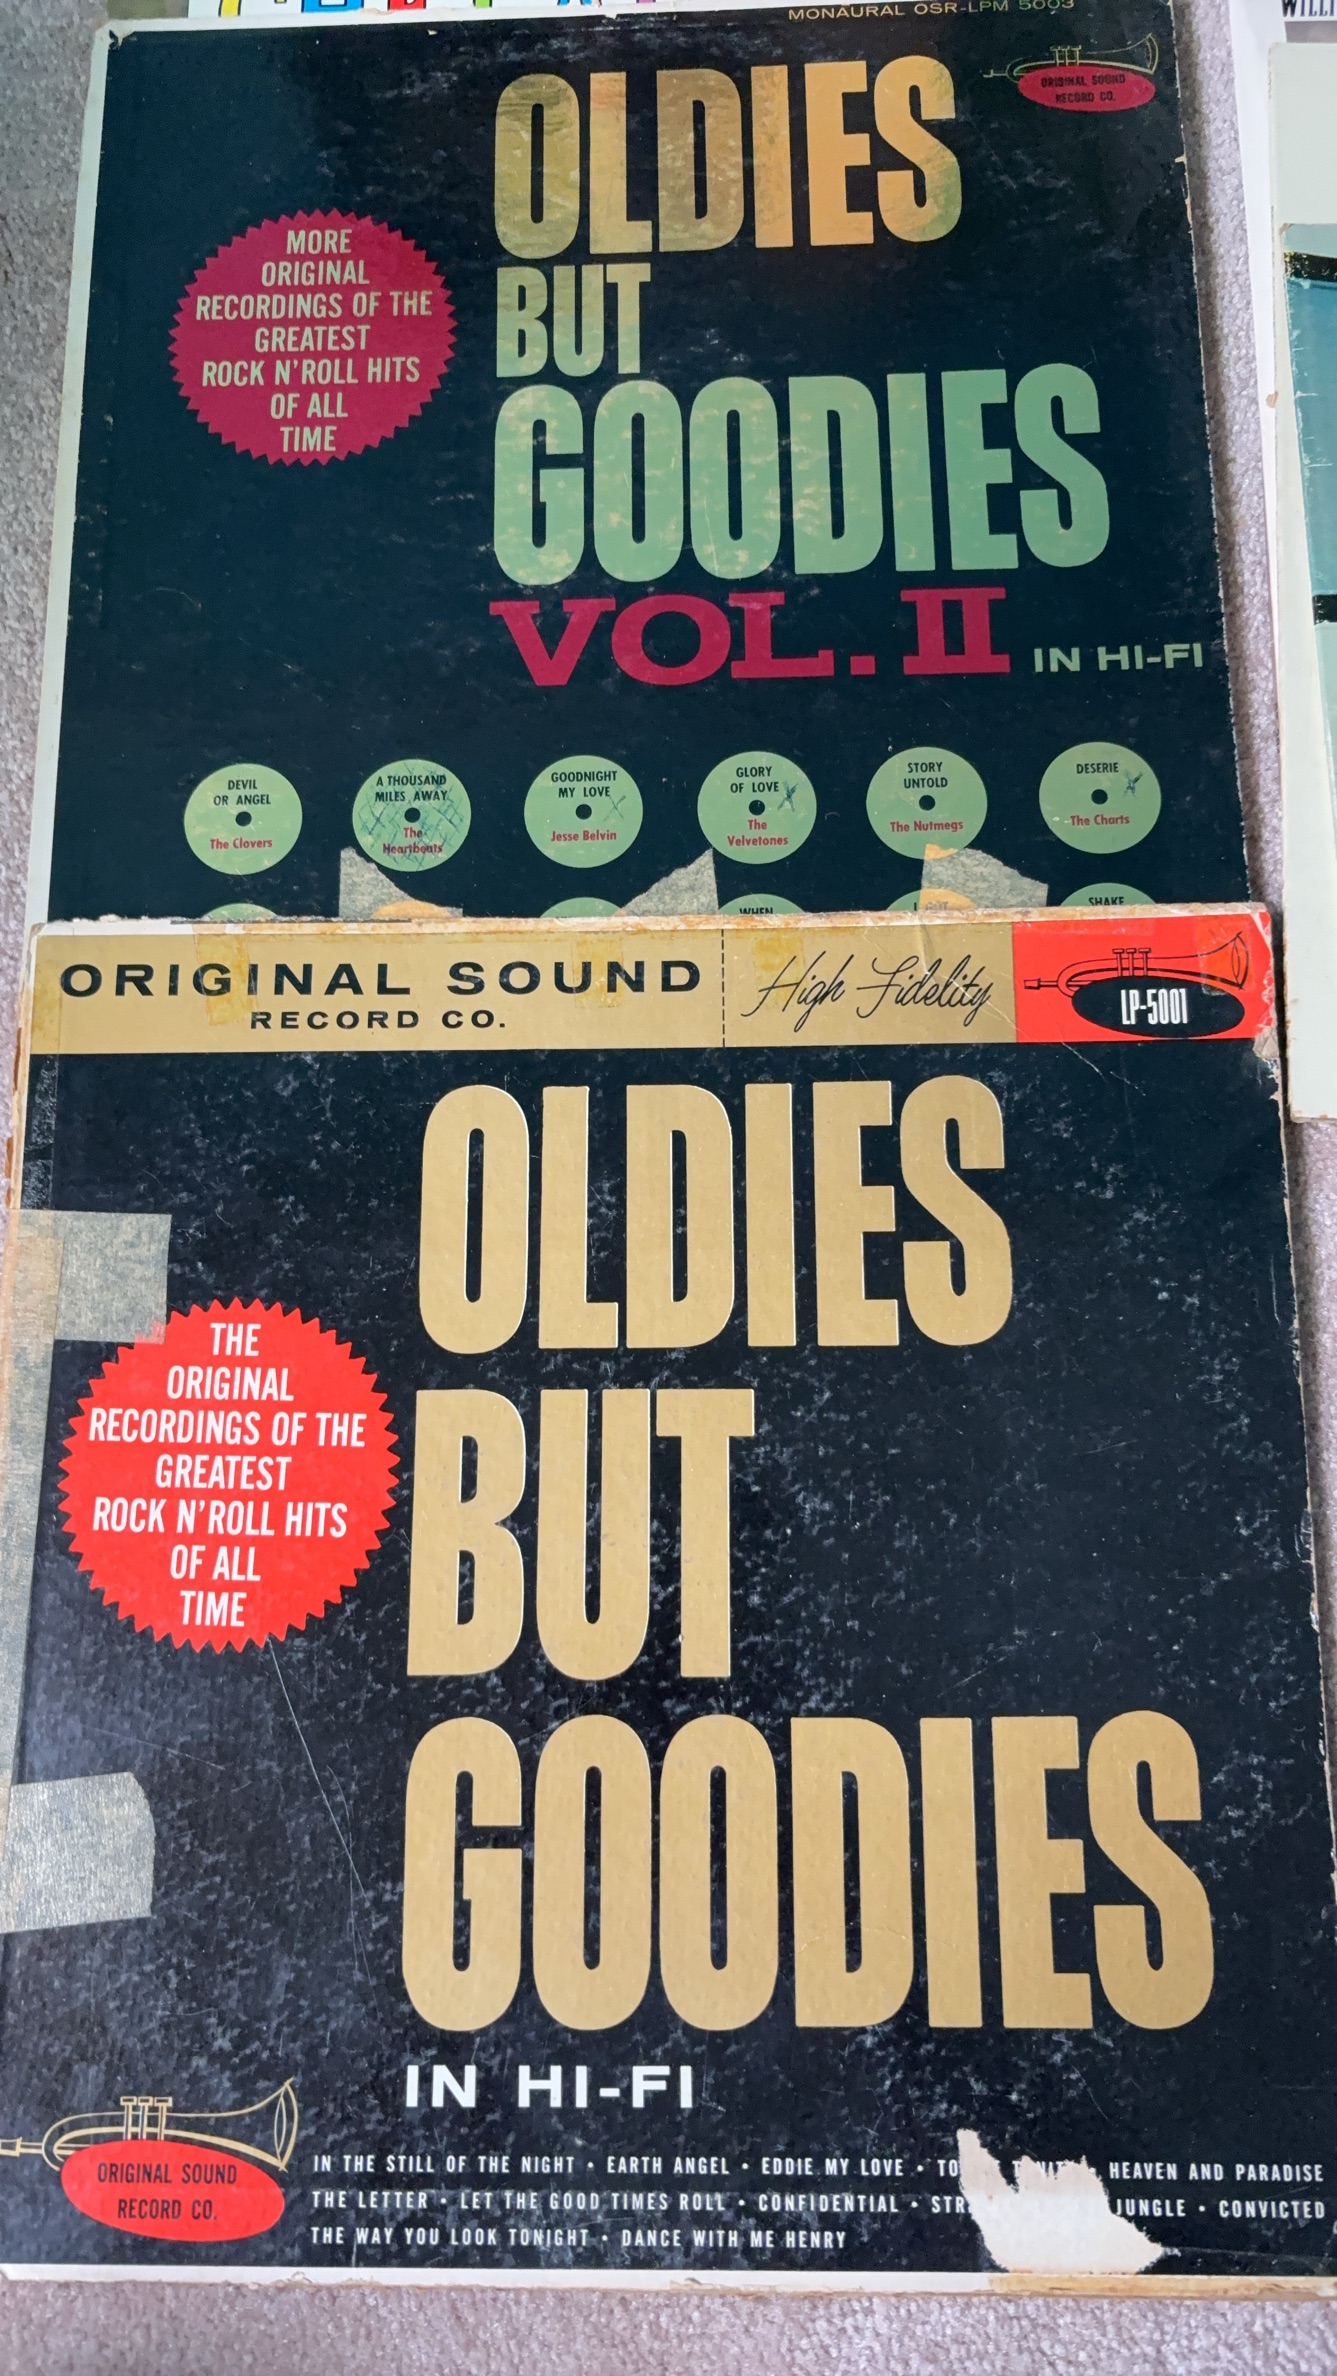 MONAURAL OSR-LPM 5003
ORIGINAL SOUND
RECORD CO.
OLDIES
BUT
GOODIES
VOL. II IN HI-FI
MORE
ORIGINAL
RECORDINGS OF THE
GREATEST
ROCK N'ROLL HITS
OF ALL
TIME
DEVIL
OR ANGEL
The Clovers
A THOUSAND
MILES AWAY
The
Heartbeats
GOODNIGHT
MY LOVE
Jesse Belvin
GLORY
OF LOVE
The
Velvetones
STORY
UNTOLD
The Nutmegs
DESERIE
The Charts
WHEN
I GOT
SHAKE
ORIGINAL SOUND
RECORD CO.
High Fidelity
LP-5001
OLDIES
BUT
GOODIES
IN HI-FI
THE
ORIGINAL
RECORDINGS OF THE
GREATEST
ROCK N'ROLL HITS
OF ALL
TIME
ORIGINAL SOUND
RECORD CO.
IN THE STILL OF THE NIGHT • EARTH ANGEL • EDDIE MY LOVE • HEAVEN AND PARADISE
THE LETTER • LET THE GOOD TIMES ROLL • CONFIDENTIAL • JUNGLE • CONVICTED
THE WAY YOU LOOK TONIGHT • DANCE WITH ME HENRY